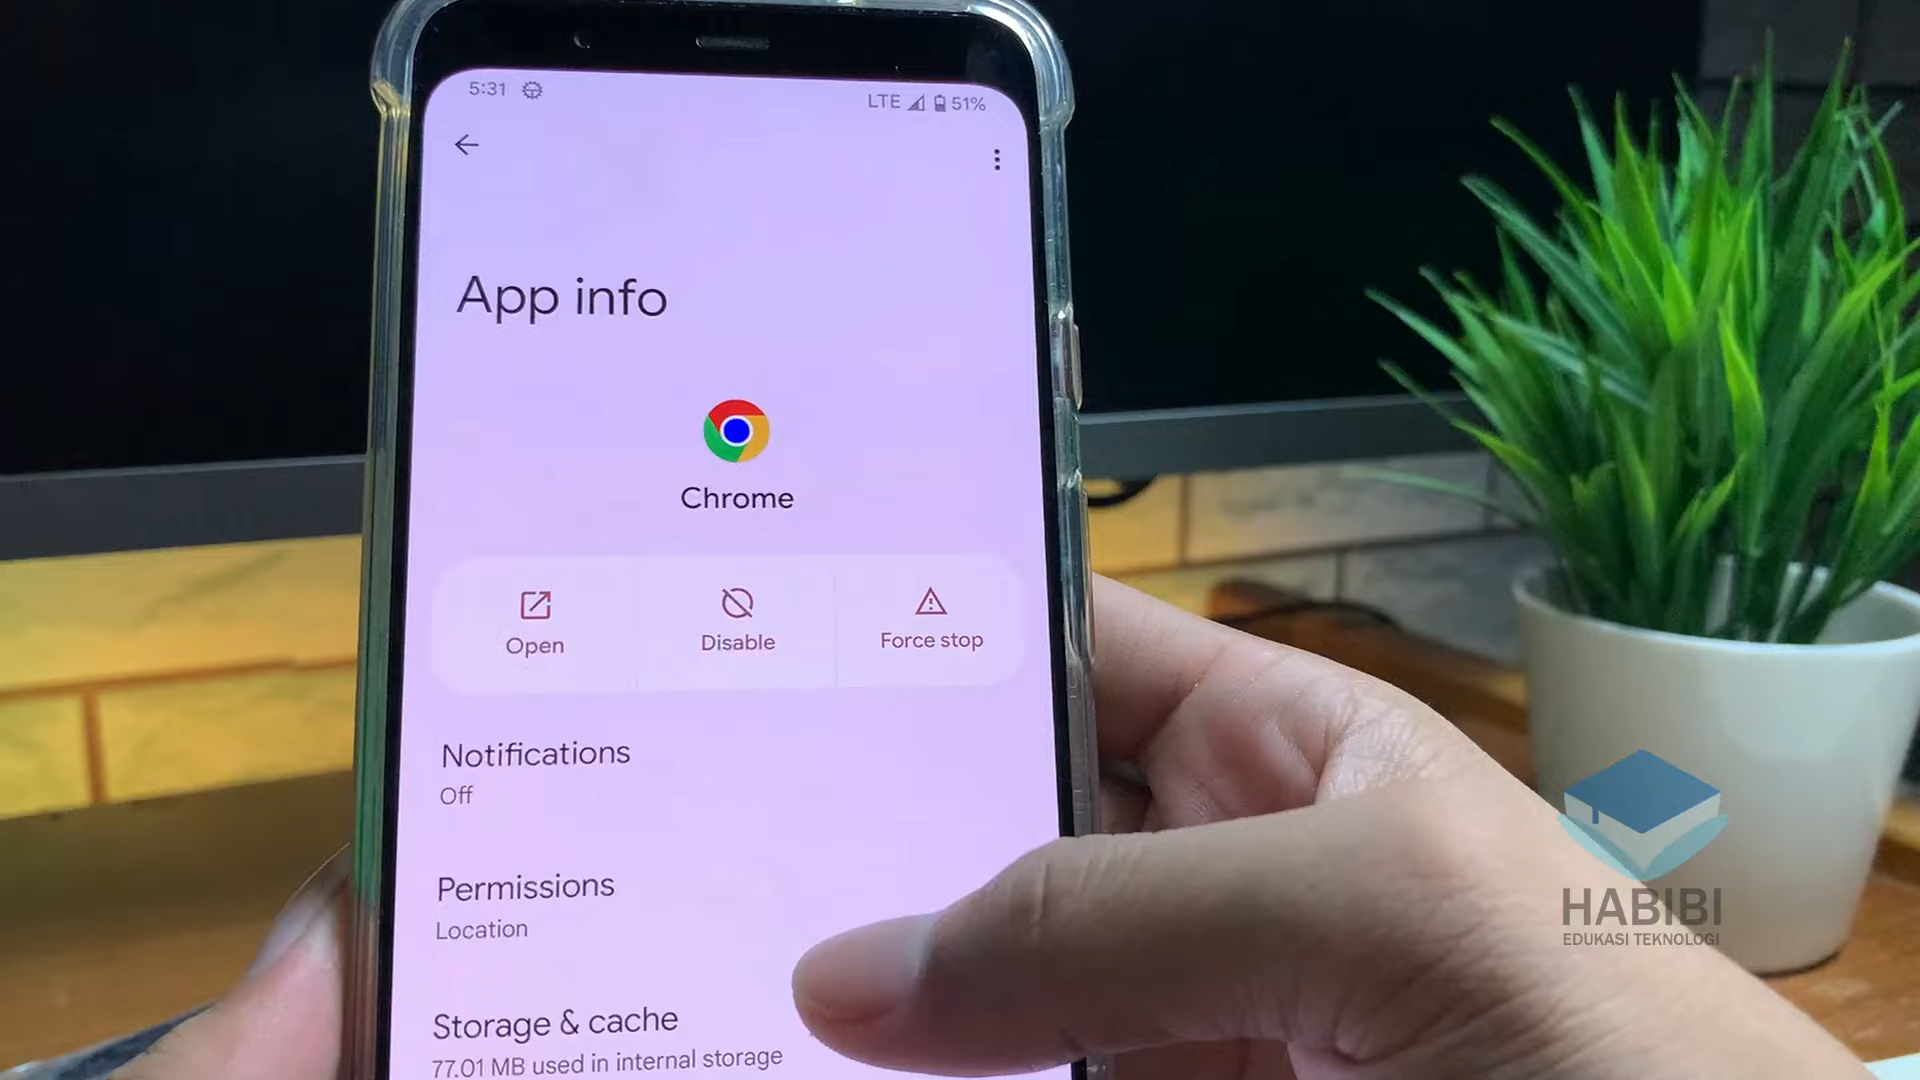 5:31
LTE 51%
App info
Chrome
Open
Disable
Force stop
Notifications
Off
Permissions
Location
Storage & cache
77.01 MB used in internal storage
HABIBI
EDUKASI TEKNOLOGI